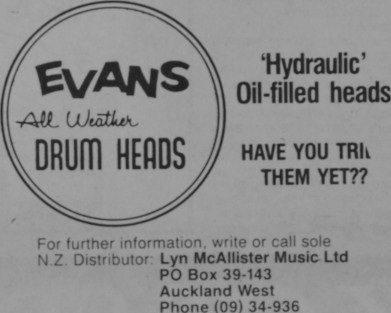 EVANS
All Weather
DRUM HEADS
'Hydraulic'
Oil-filled heads
HAVE YOU
THEM YET??
For further information, write or call sole
N.Z. Distributor: Lyn McAllister Music Ltd
PO Box 39-143
Auckland West
Phone (09) 34-936